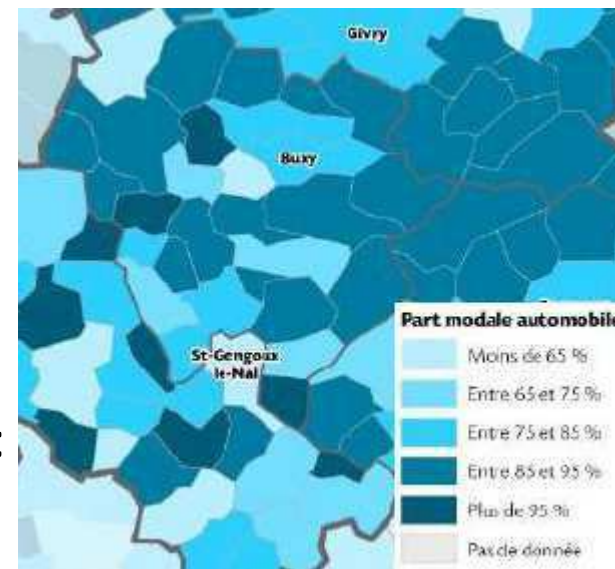 Givry
Buxy
St-Gengoux
le-Nal
Part modale automobile
Moins de 65 %
Entre 65 et 75 %
Entre 75 et 85 %
Entre 85 et 95 %
Plus de 95 %
Pas de donnée